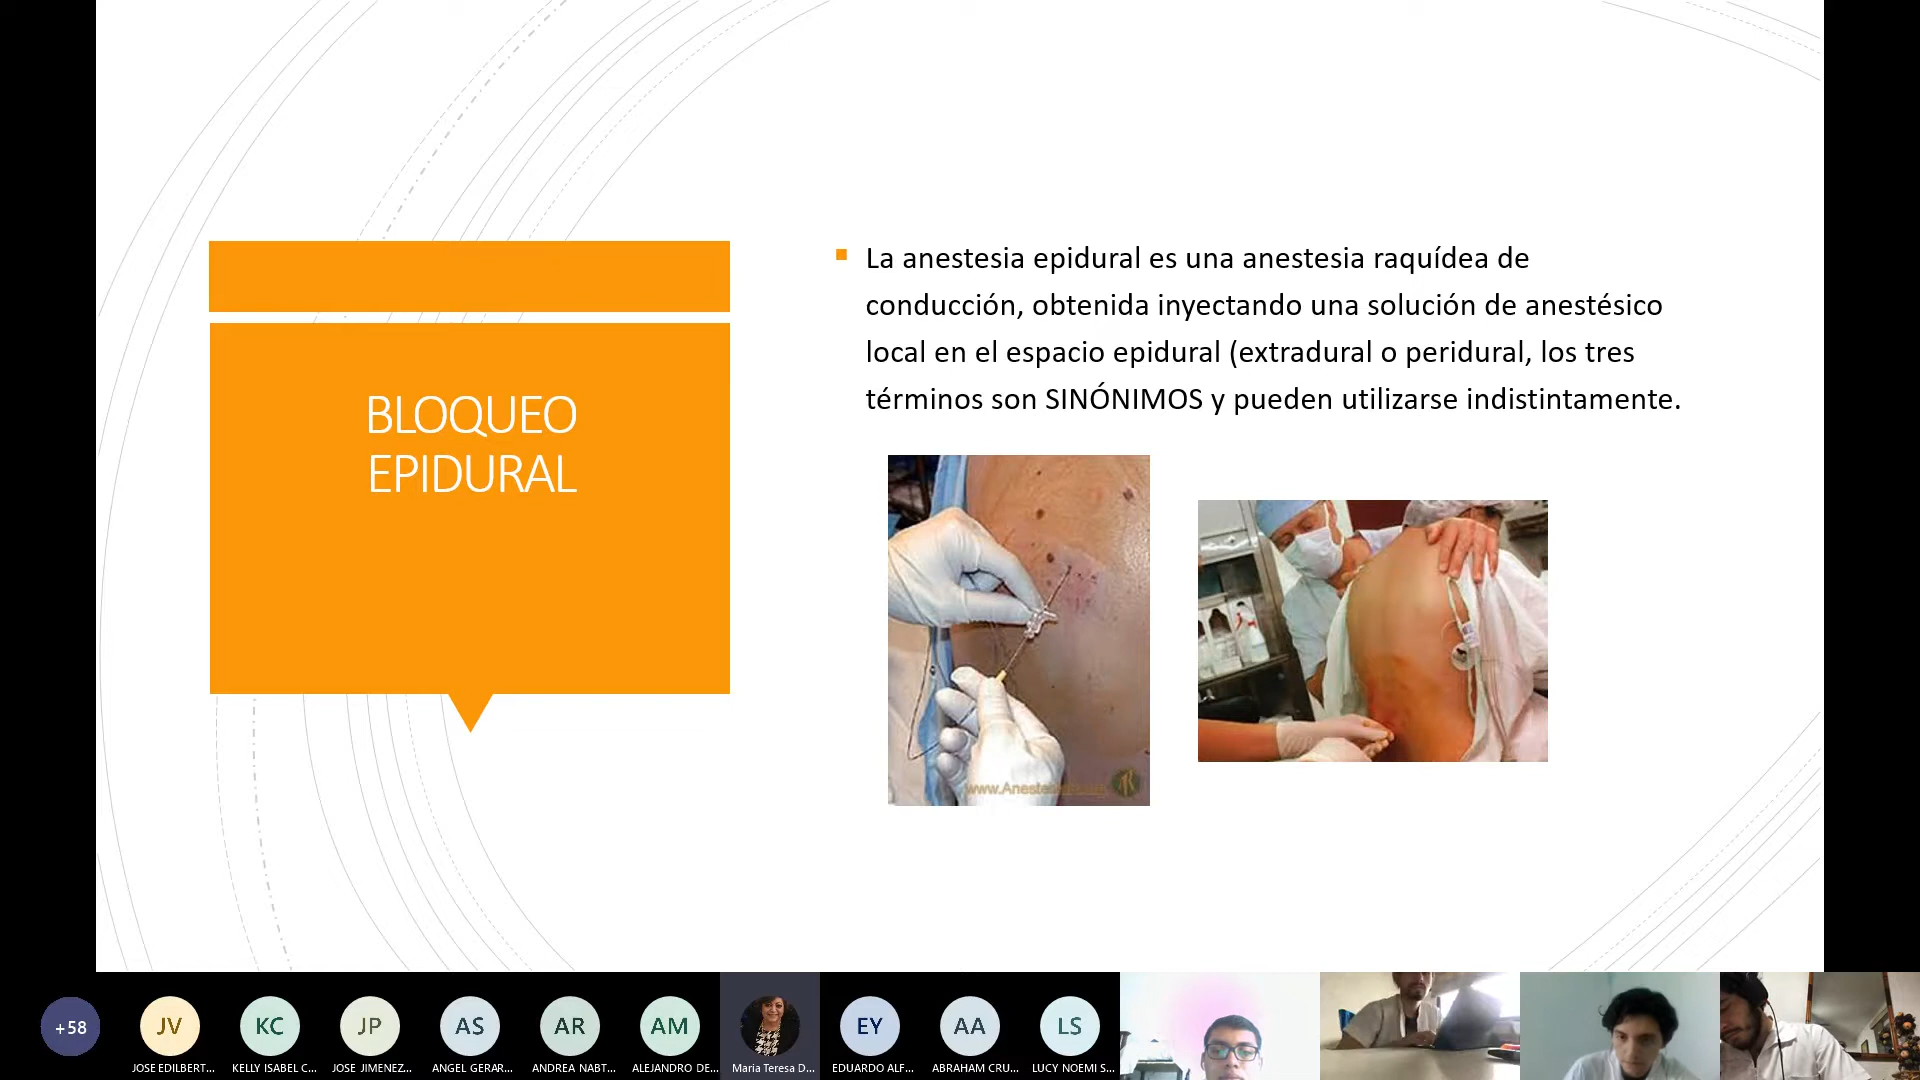 BLOQUEO
EPIDURAL
La anestesia epidural es una anestesia raquídea de
conducción, obtenida inyectando una solución de anestésico
local en el espacio epidural (extradural o peridural, los tres
términos son SINÓNIMOS y pueden utilizarse indistintamente.
+58
JV
KC
JP
AS
AR
AM
EY
AA
LS
JOSE EDILBERT...
KELLY ISABEL C...
JOSE JIMENEZ...
ANGEL GERAR...
ANDREA NABT...
ALEJANDRO DE...
Maria Teresa D...
EDUARDO ALF...
ABRAHAM CRU...
LUCY NOEMI S...